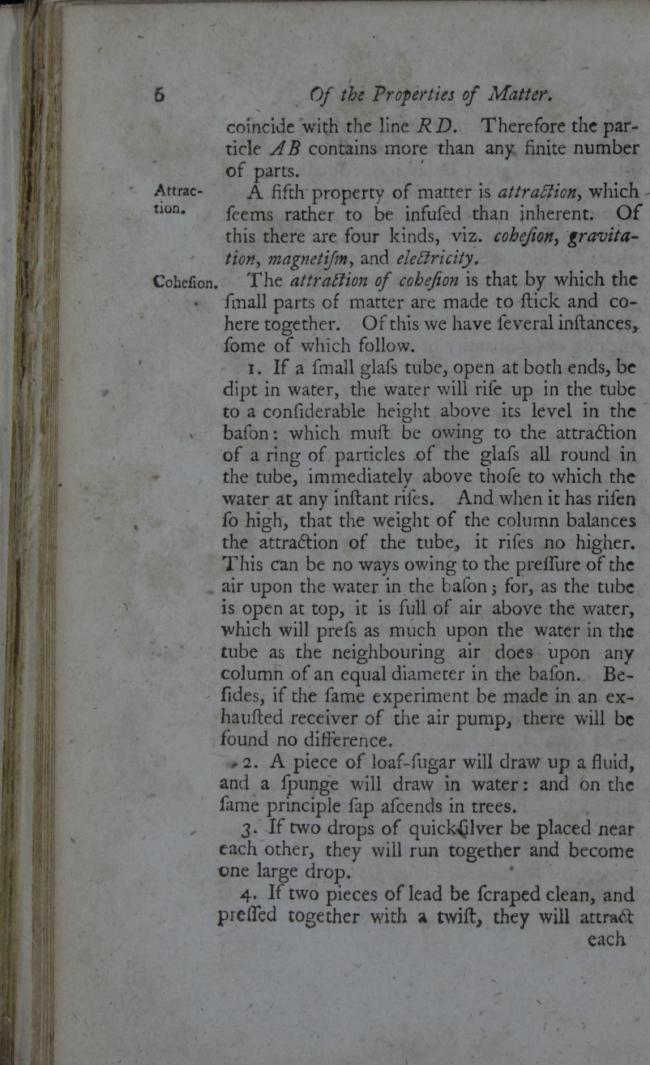 6 Of the Properties of Matter.
coincide with the line RD. Therefore the par-
ticle AB contains more than any finite number
of parts.
Attrac-
tion.
A fifth property of matter is attraction, which
ſeems rather to be infuſed than inherent. Of
this there are four kinds, viz. coheſion, gravita-
tion, magnetiſm, and electricity.
Coheſion.
The attraction of coheſion is that by which the
ſmall parts of matter are made to ſtick and co-
here together. Of this we have ſeveral inſtances,
ſome of which follow.
1. If a ſmall glaſs tube, open at both ends, be
dipt in water, the water will riſe up in the tube
to a conſiderable height above its level in the
baſon: which muſt be owing to the attraction
of a ring of particles of the glaſs all round in
the tube, immediately above thoſe to which the
water at any inſtant riſes. And when it has riſen
ſo high, that the weight of the column balances
the attraction of the tube, it riſes no higher.
This can be no ways owing to the preſſure of the
air upon the water in the baſon; for, as the tube
is open at top, it is full of air above the water,
which will preſs as much upon the water in the
tube as the neighbouring air does upon any
column of an equal diameter in the baſon. Be-
ſides, if the ſame experiment be made in an ex-
hauſted receiver of the air pump, there will be
found no difference.
2. A piece of loaf-ſugar will draw up a fluid,
and a ſpunge will draw in water: and on the
ſame principle ſap aſcends in trees.
3. If two drops of quickſilver be placed near
each other, they will run together and become
one large drop.
4. If two pieces of lead be ſcraped clean, and
preſſed together with a twiſt, they will attract
each